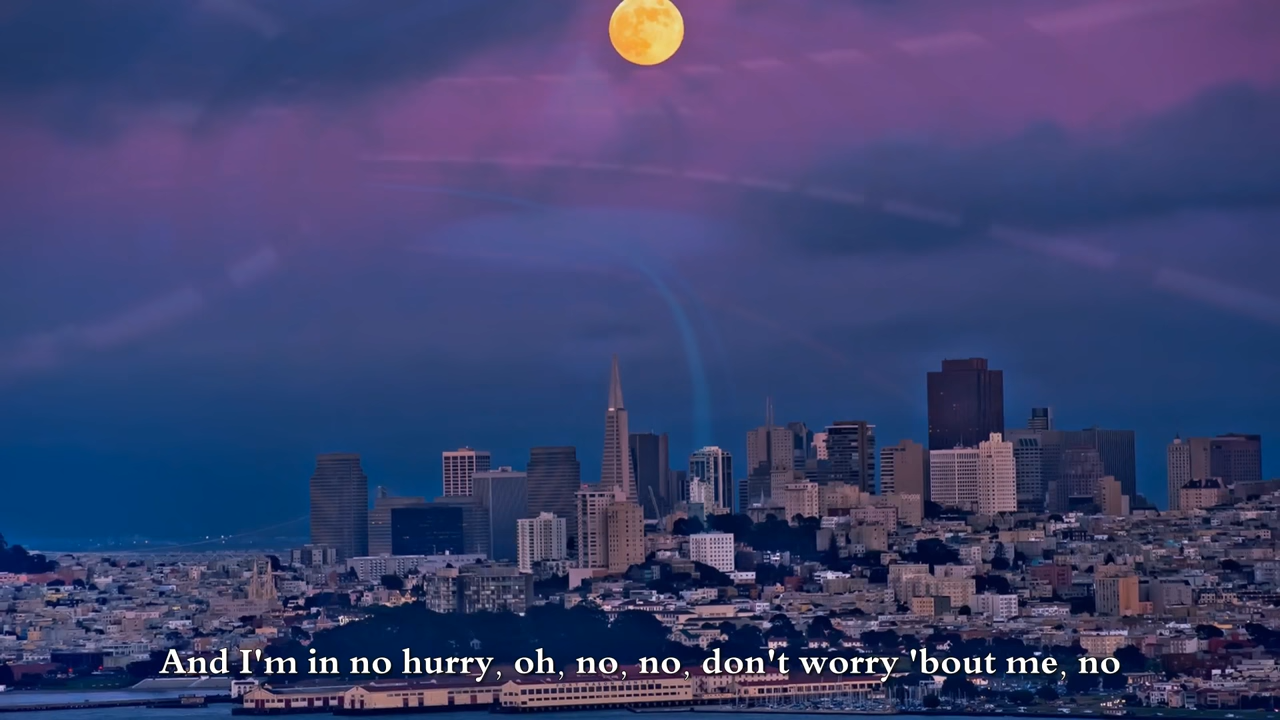 And I'm in no hurry, oh, no, no, don't worry 'bout me, no